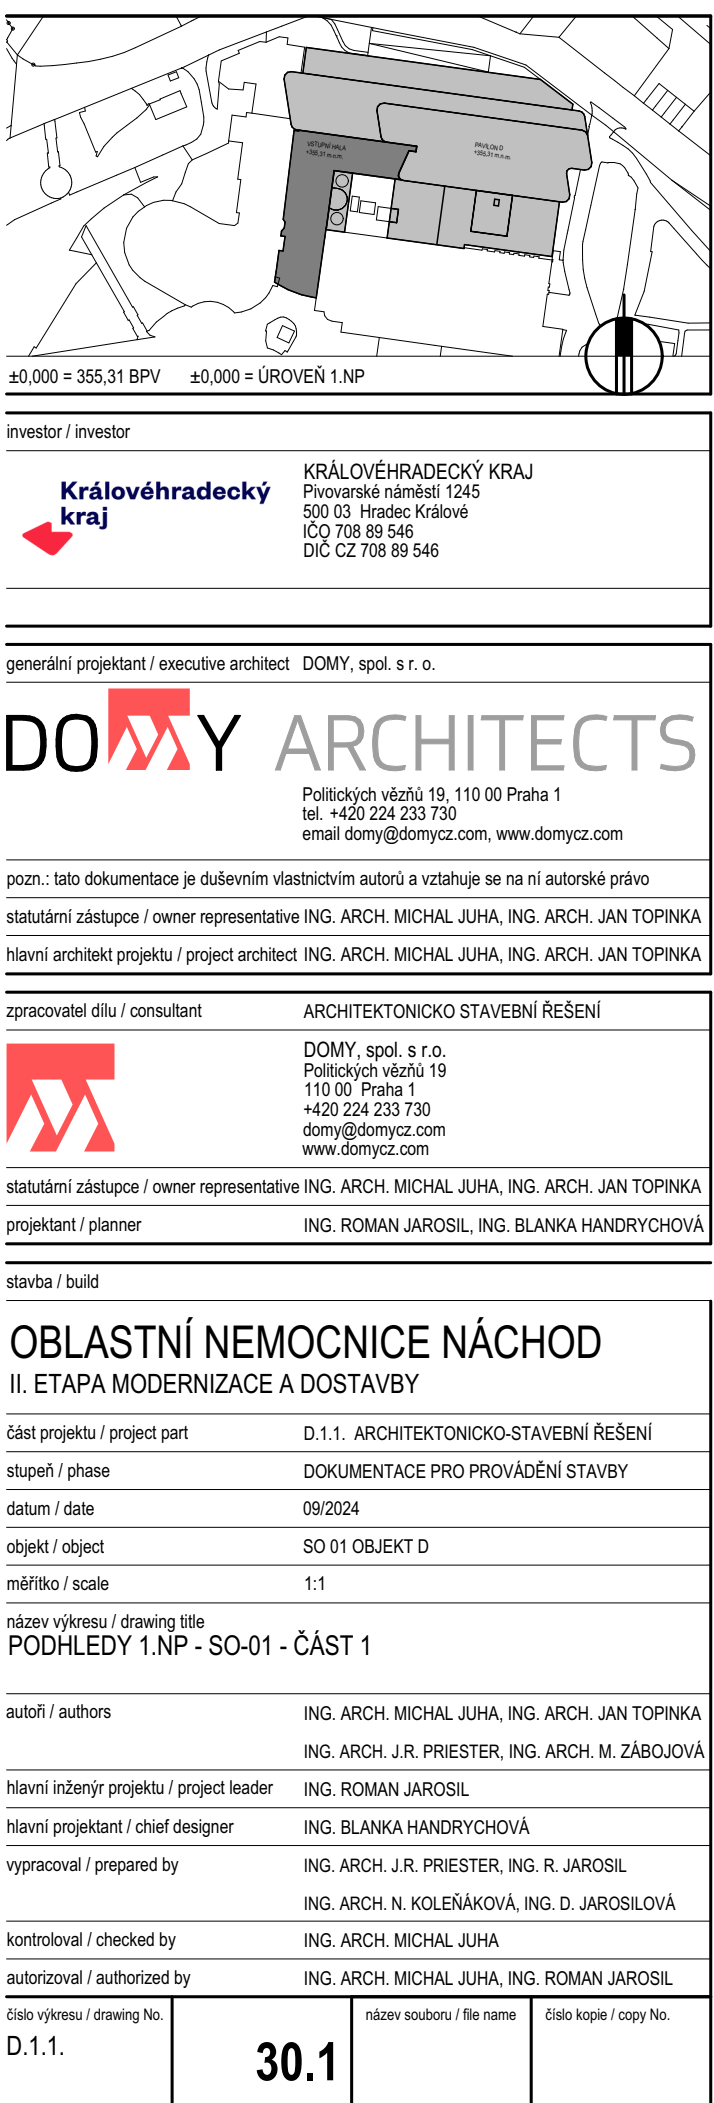 VSTUPNÍ HALA
+355,31 m.n.m.
PAVILON D
+355,31 m.n.m.
±0,000 = 355,31 BPV ±0,000 = ÚROVEŇ 1.NP
investor / investor
Královéhradecký
kraj
KRÁLOVÉHRADECKÝ KRAJ
Pivovarské náměstí 1245
500 03 Hradec Králové
IČO 708 89 546
DIČ CZ 708 89 546
generální projektant / executive architect DOMY, spol. s r. o.
DOMY ARCHITECTS
Politických vězňů 19, 110 00 Praha 1
tel. +420 224 233 730
email domy@domycz.com, www.domycz.com
pozn.: tato dokumentace je duševním vlastnictvím autorů a vztahuje se na ní autorské právo
statutární zástupce / owner representative ING. ARCH. MICHAL JUHA, ING. ARCH. JAN TOPINKA
hlavní architekt projektu / project architect ING. ARCH. MICHAL JUHA, ING. ARCH. JAN TOPINKA
zpracovatel dílu / consultant ARCHITEKTONICKO STAVEBNÍ ŘEŠENÍ
DOMY, spol. s r.o.
Politických vězňů 19
110 00 Praha 1
+420 224 233 730
domy@domycz.com
www.domycz.com
statutární zástupce / owner representative ING. ARCH. MICHAL JUHA, ING. ARCH. JAN TOPINKA
projektant / planner ING. ROMAN JAROSIL, ING. BLANKA HANDRYCHOVÁ
stavba / build
OBLASTNÍ NEMOCNICE NÁCHOD
II. ETAPA MODERNIZACE A DOSTAVBY
část projektu / project part D.1.1. ARCHITEKTONICKO-STAVEBNÍ ŘEŠENÍ
stupeň / phase DOKUMENTACE PRO PROVÁDĚNÍ STAVBY
datum / date 09/2024
objekt / object SO 01 OBJEKT D
měřítko / scale 1:1
název výkresu / drawing title
PODHLEDY 1.NP - SO-01 - ČÁST 1
autoři / authors ING. ARCH. MICHAL JUHA, ING. ARCH. JAN TOPINKA
ING. ARCH. J.R. PRIESTER, ING. ARCH. M. ZÁBOJOVÁ
hlavní inženýr projektu / project leader ING. ROMAN JAROSIL
hlavní projektant / chief designer ING. BLANKA HANDRYCHOVÁ
vypracoval / prepared by ING. ARCH. J.R. PRIESTER, ING. R. JAROSIL
ING. ARCH. N. KOLEŇÁKOVÁ, ING. D. JAROSILOVÁ
kontroloval / checked by ING. ARCH. MICHAL JUHA
autorizoval / authorized by ING. ARCH. MICHAL JUHA, ING. ROMAN JAROSIL
číslo výkresu / drawing No. název souboru / file name číslo kopie / copy No.
D.1.1.
30.1